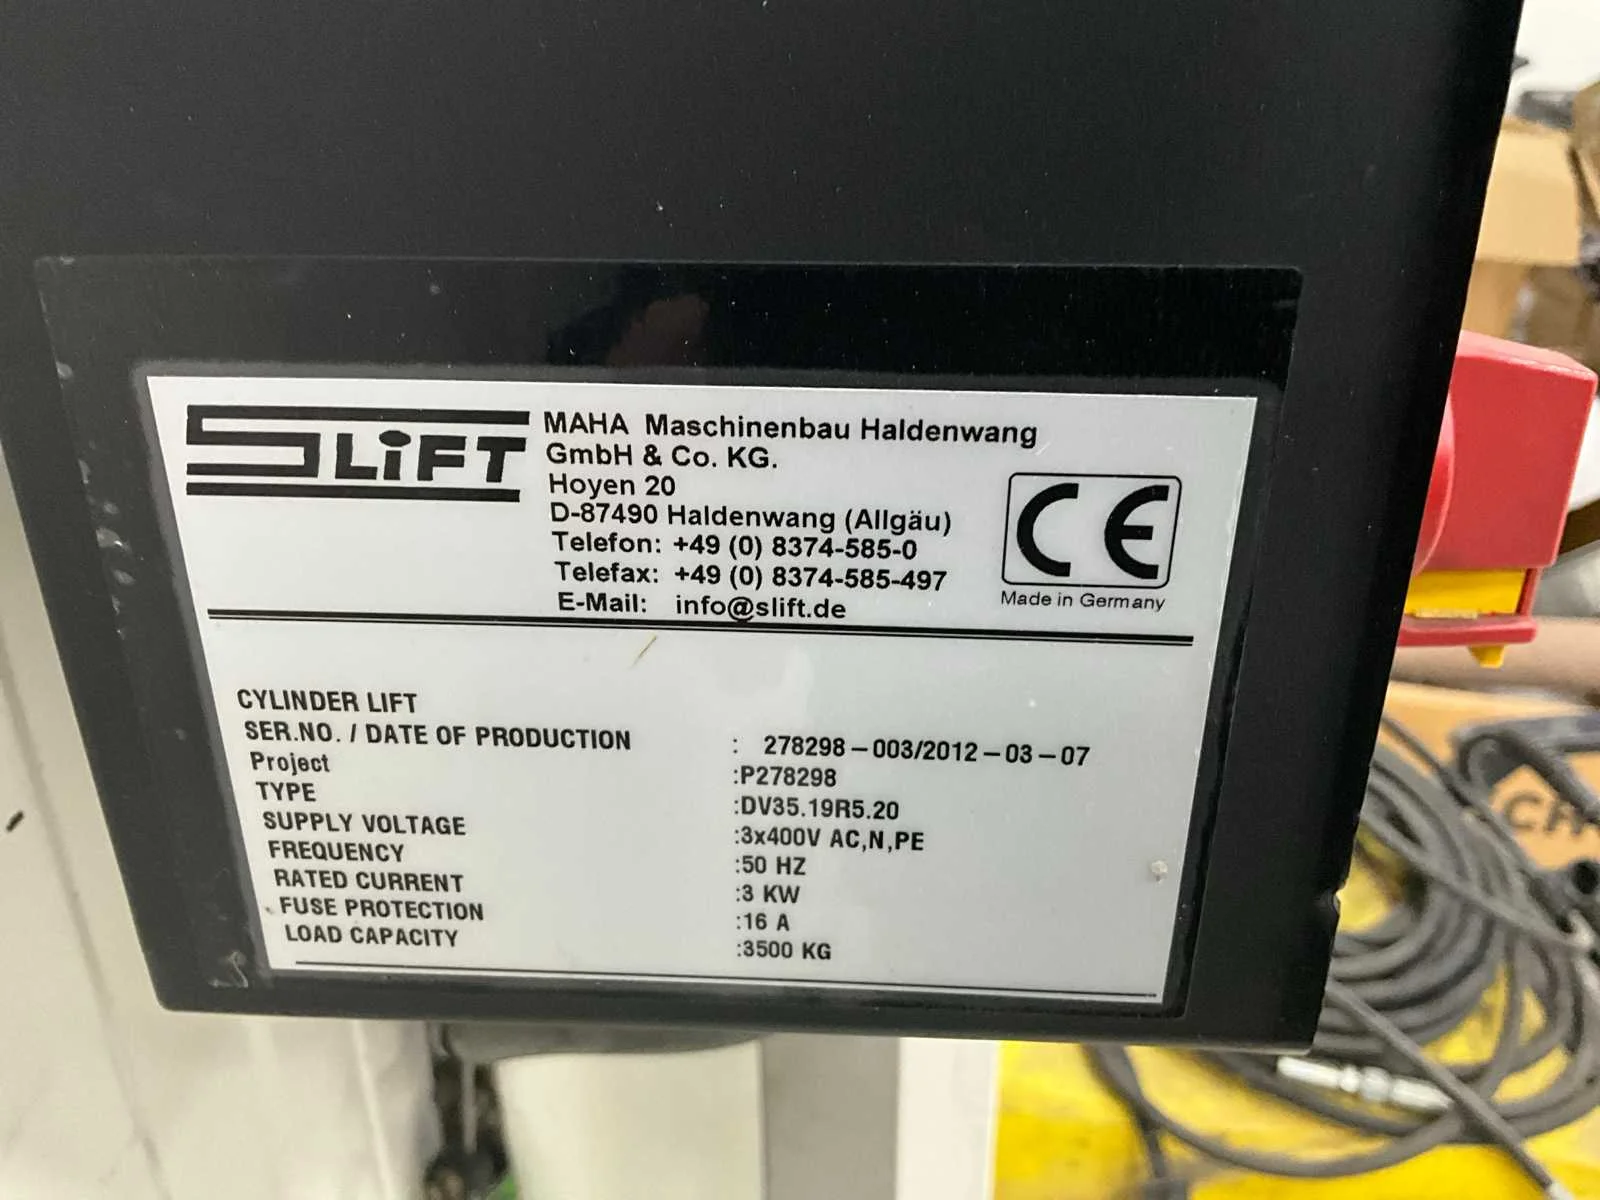 SLiFT
MAHA Maschinenbau Haldenwang
GmbH & Co. KG.
Hoyen 20
D-87490 Haldenwang (Allgäu)
Telefon: +49 (0) 8374-585-0
Telefax: +49 (0) 8374-585-497
E-Mail: info@slift.de
CE
Made in Germany
CYLINDER LIFT
SER.NO. / DATE OF PRODUCTION : 278298-003/2012-03-07
Project :P278298
TYPE :DV35.19R5.20
SUPPLY VOLTAGE :3x400V AC,N,PE
FREQUENCY :50 HZ
RATED CURRENT :3 KW
FUSE PROTECTION :16 A
LOAD CAPACITY :3500 KG